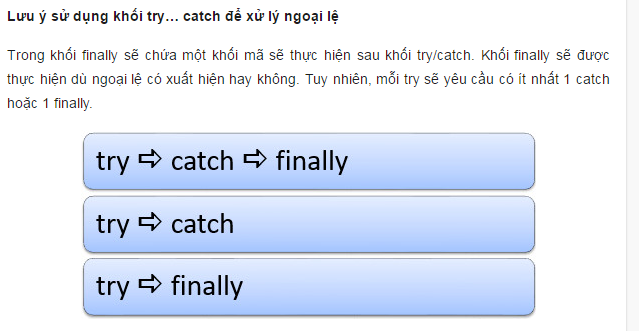 Lưu ý sử dụng khối try... catch để xử lý ngoại lệ
Trong khối finally sẽ chứa một khối mã sẽ thực hiện sau khối try/catch. Khối finally sẽ được
thực hiện dù ngoại lệ có xuất hiện hay không. Tuy nhiên, mỗi try sẽ yêu cầu có ít nhất 1 catch
hoặc 1 finally.
try ⇨ catch ⇨ finally
try ⇨ catch
try ⇨ finally